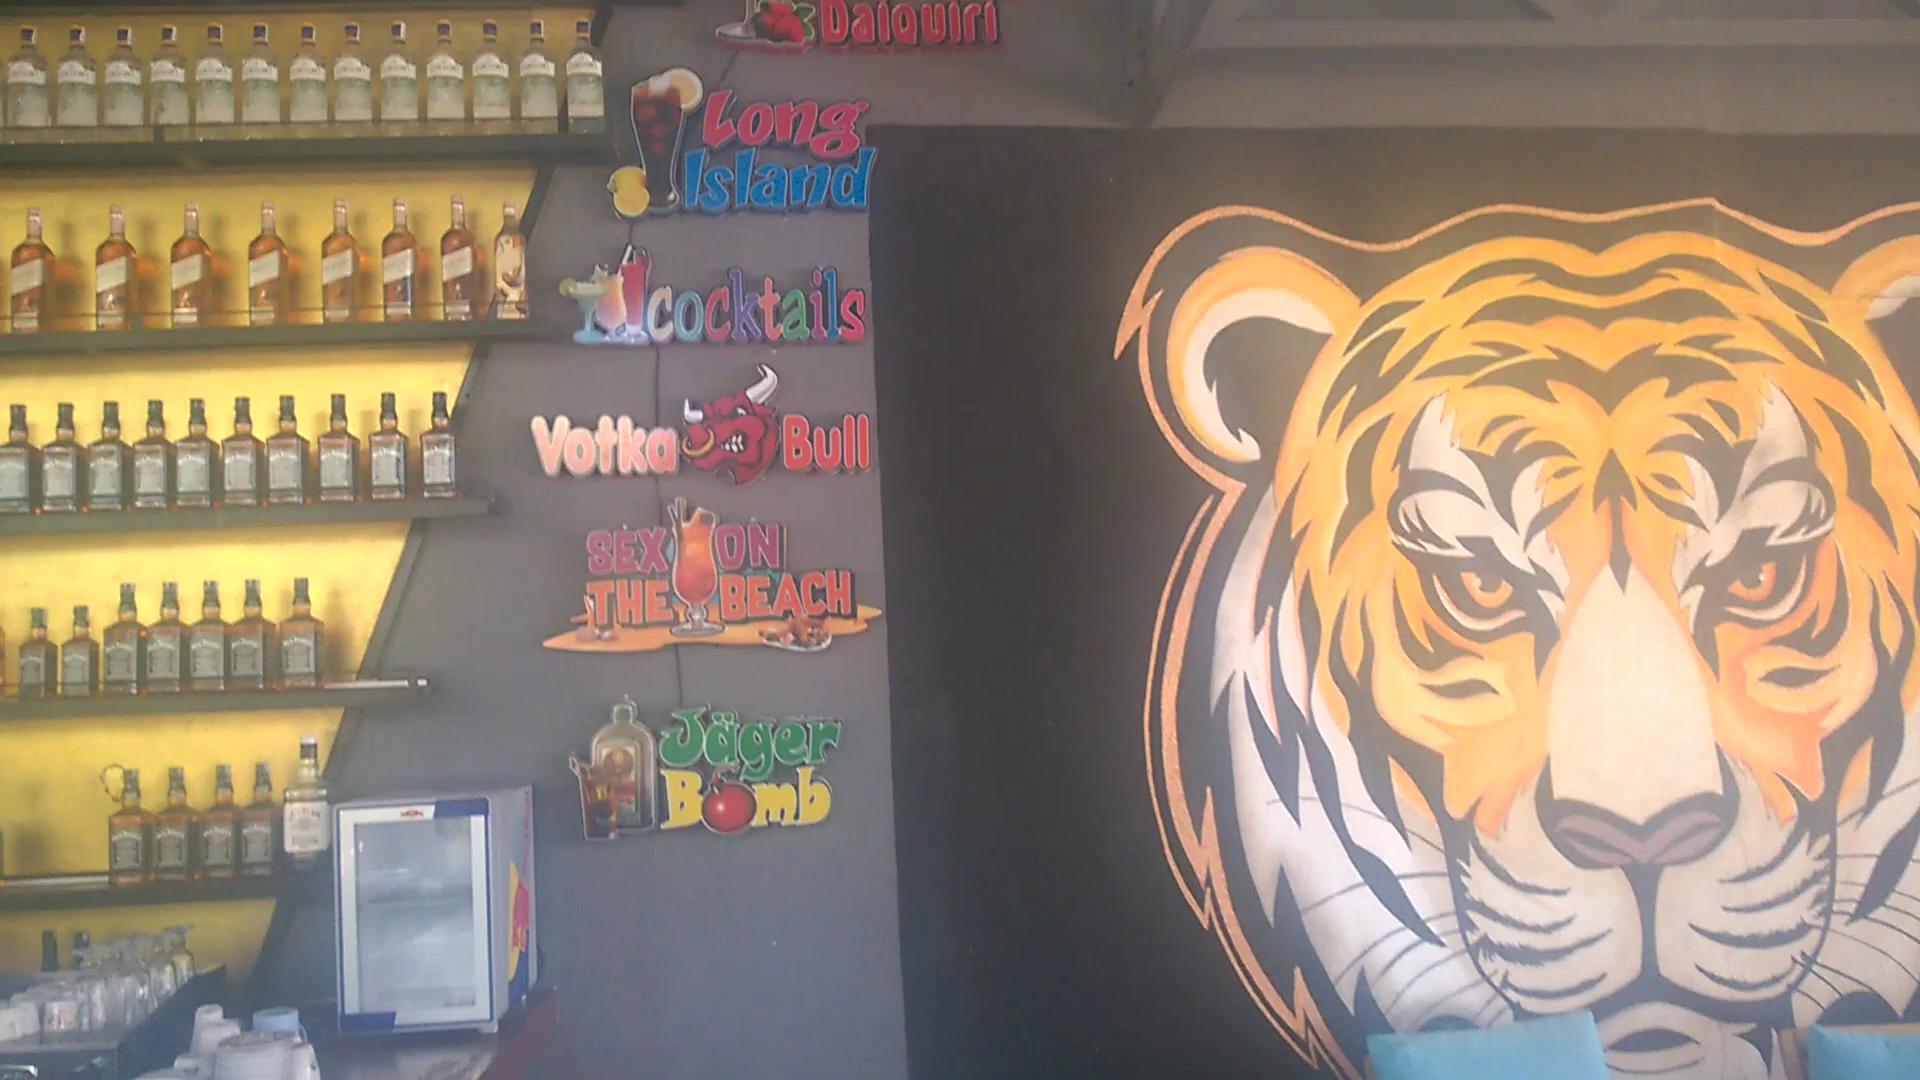 Daiquiri
Long
Island
cocktails
Votka Bull
SEX ON
THE BEACH
Jäger
Bomb